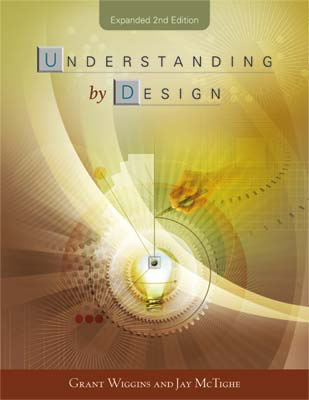 Expanded 2nd Edition
UNDERSTANDING
by DESIGN
GRANT WIGGINS AND JAY MCTIGHE